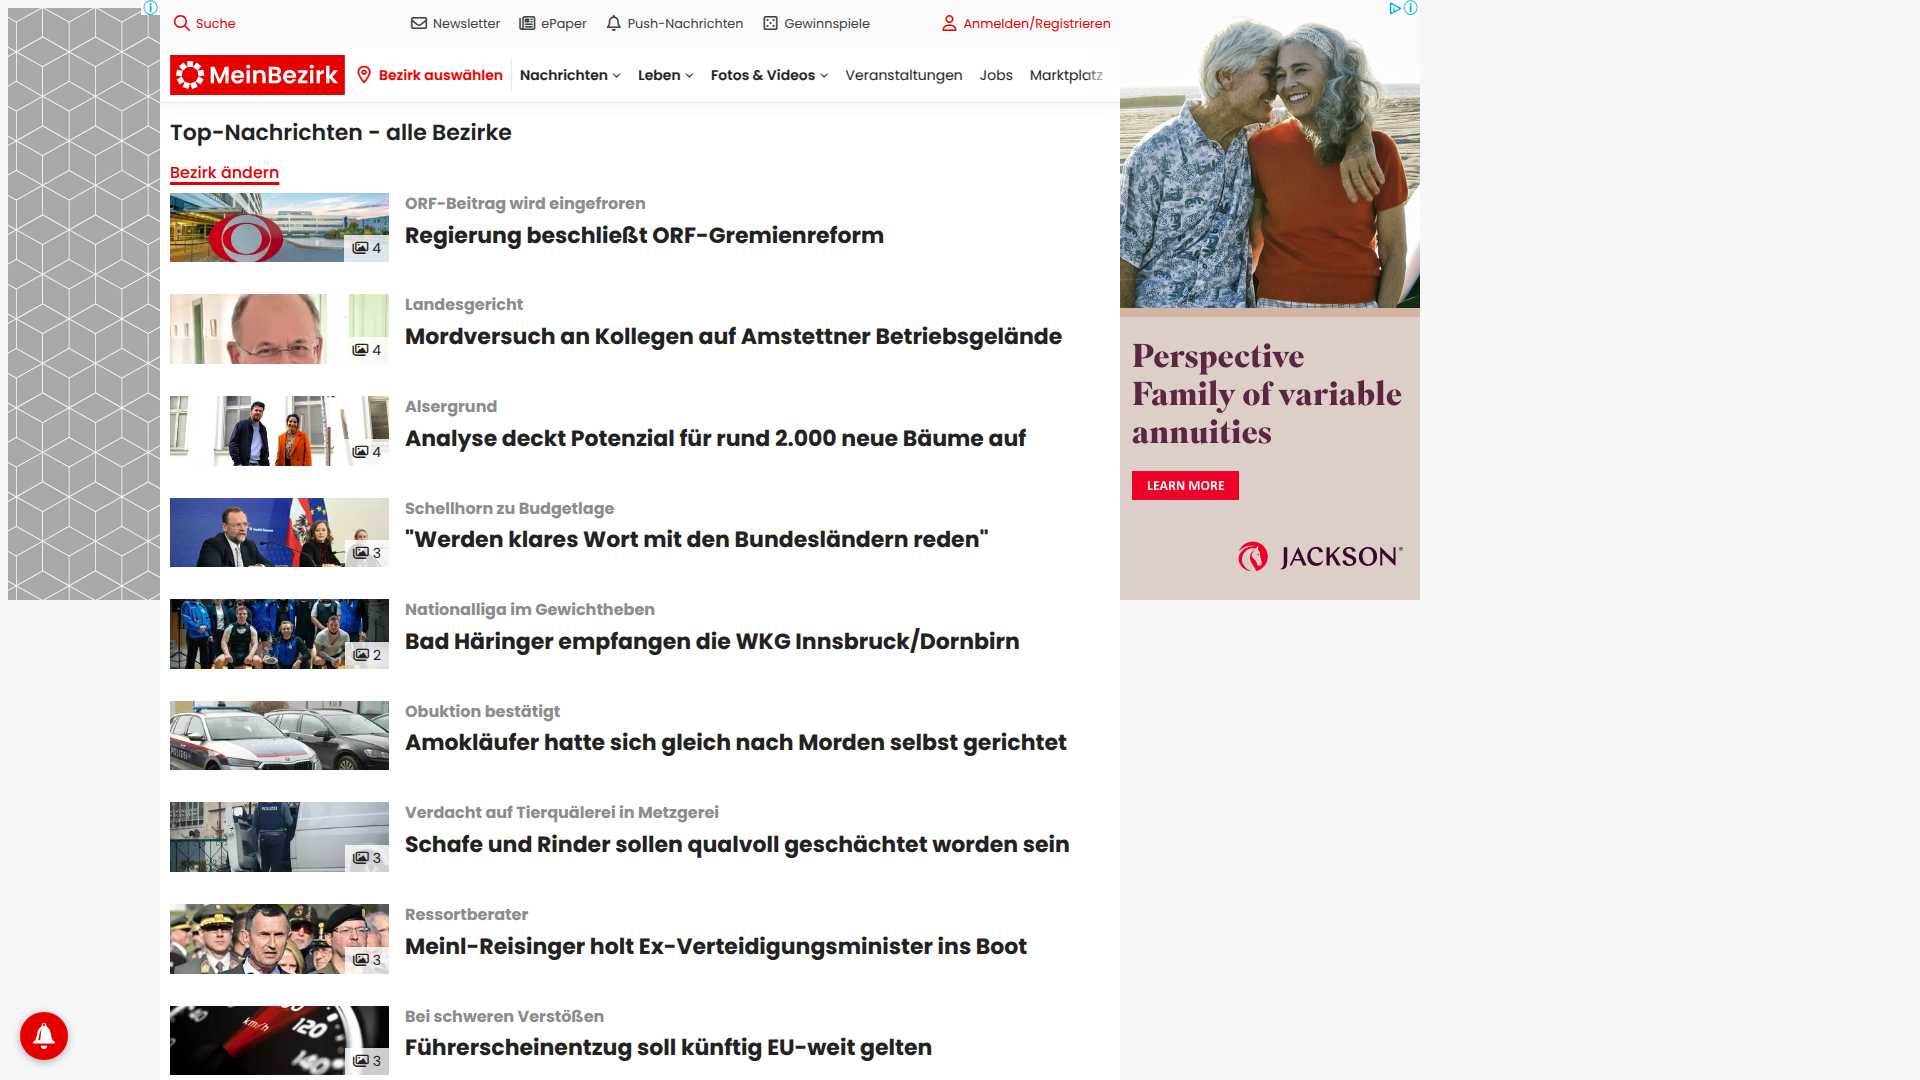 Suche
Newsletter
ePaper
Push-Nachrichten
Gewinnspiele
Anmelden/Registrieren
MeinBezirk
Bezirk auswählen
Nachrichten
Leben
Fotos & Videos
Veranstaltungen
Jobs
Marktplatz
Top-Nachrichten - alle Bezirke
Bezirk ändern
4
ORF-Beitrag wird eingefroren
Regierung beschließt ORF-Gremienreform
4
Landesgericht
Mordversuch an Kollegen auf Amstettner Betriebsgelände
4
Alsergrund
Analyse deckt Potenzial für rund 2.000 neue Bäume auf
3
Schellhorn zu Budgetlage
"Werden klares Wort mit den Bundesländern reden"
2
Nationalliga im Gewichtheben
Bad Häringer empfangen die WKG Innsbruck/Dornbirn
Obuktion bestätigt
Amokläufer hatte sich gleich nach Morden selbst gerichtet
3
Verdacht auf Tierquälerei in Metzgerei
Schafe und Rinder sollen qualvoll geschächtet worden sein
3
Ressortberater
Meinl-Reisinger holt Ex-Verteidigungsminister ins Boot
km/h
120
140
3
Bei schweren Verstößen
Führerscheinentzug soll künftig EU-weit gelten
Perspective
Family of variable
annuities
LEARN MORE
JACKSON®